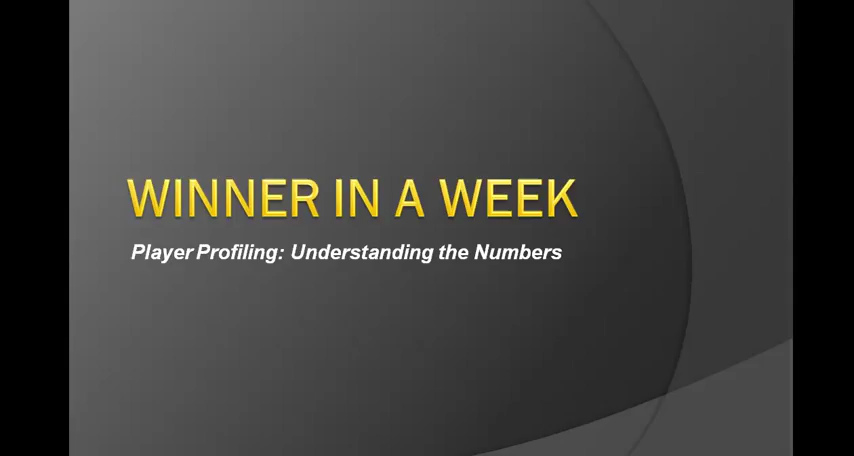 WINNER IN A WEEK
Player Profiling: Understanding the Numbers